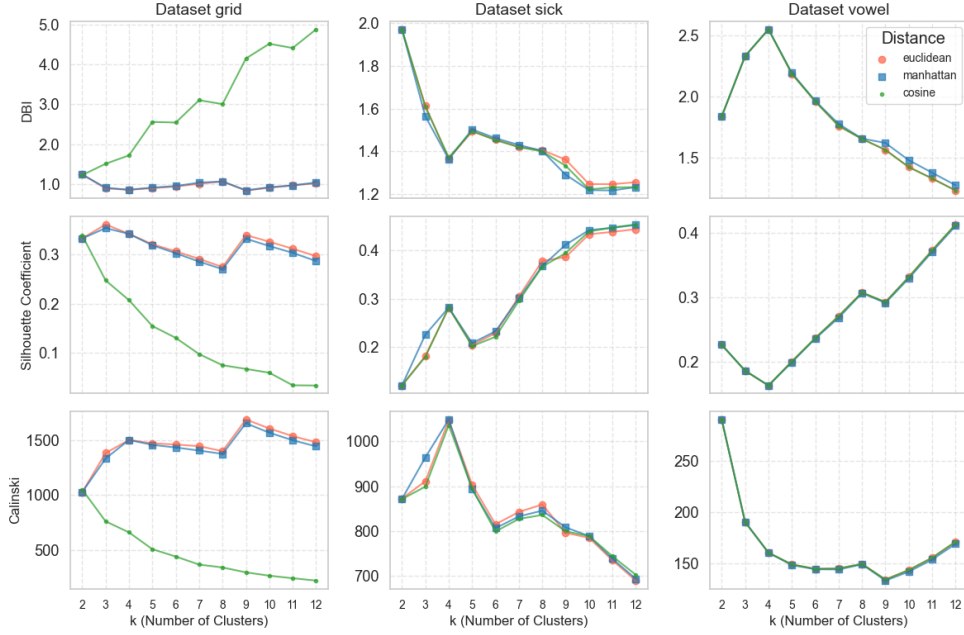 Dataset grid
Dataset sick
Dataset vowel
DBI
5.0
4.0
3.0
2.0
1.0
2.0
1.8
1.6
1.4
1.2
2.5
2.0
1.5
Distance
euclidean
manhattan
cosine
Silhouette Coefficient
0.3
0.2
0.1
0.4
0.3
0.2
0.4
0.3
0.2
Calinski
1500
1000
500
1000
900
800
700
250
200
150
2 3 4 5 6 7 8 9 10 11 12
k (Number of Clusters)
2 3 4 5 6 7 8 9 10 11 12
k (Number of Clusters)
2 3 4 5 6 7 8 9 10 11 12
k (Number of Clusters)